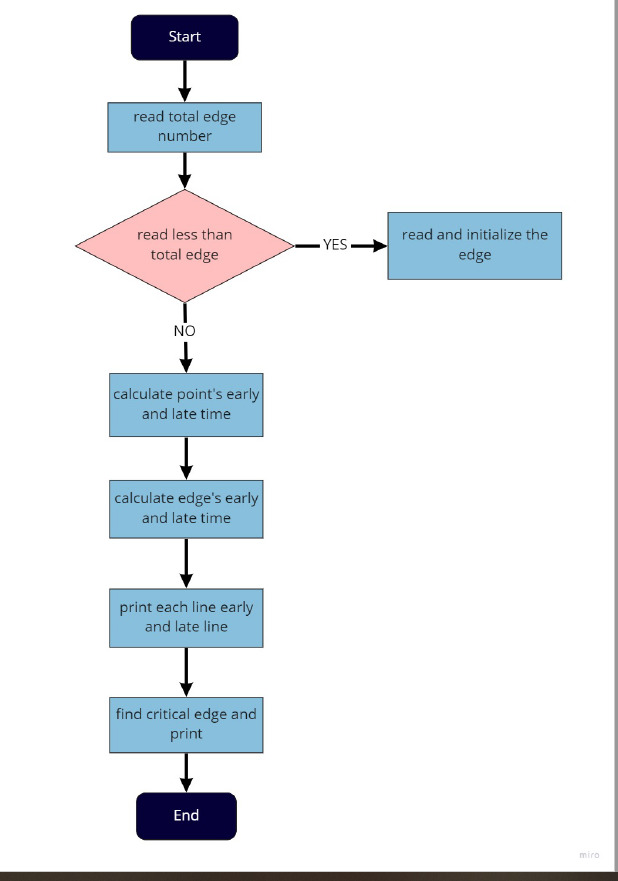 Start
read total edge
number
read less than
total edge
YES
read and initialize the
edge
NO
calculate point's early
and late time
calculate edge's early
and late time
print each line early
and late line
find critical edge and
print
End
miro